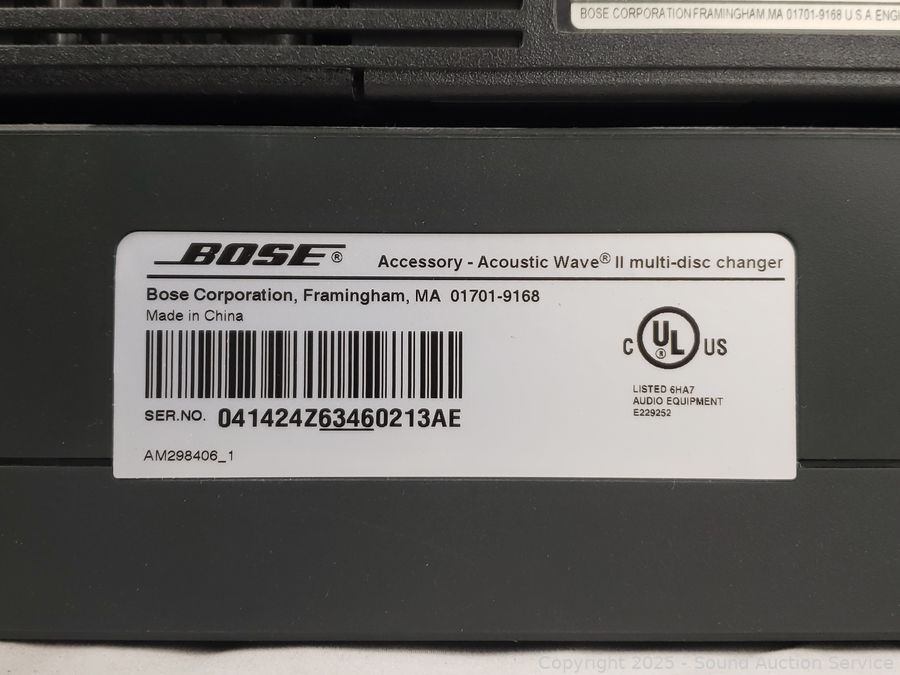 BOSE CORPORATION FRAMINGHAM MA 01701-9168 U S A
BOSE® Accessory - Acoustic Wave® II multi-disc changer
Bose Corporation, Framingham, MA 01701-9168
Made in China
UL®
C US
SER.NO. 041424Z63460213AE
LISTED 6HA7
AUDIO EQUIPMENT
E229252
AM298406_1
Copyright 2025 - Sound Auction Service